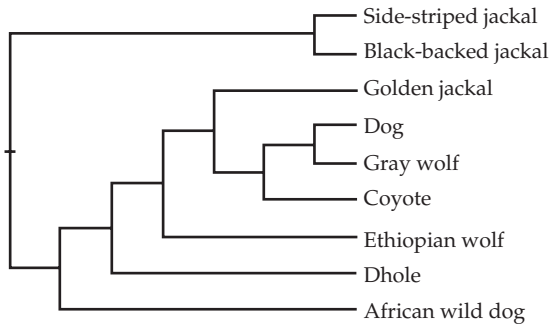 Side-striped jackal
Black-backed jackal
Golden jackal
Dog
Gray wolf
Coyote
Ethiopian wolf
Dhole
African wild dog